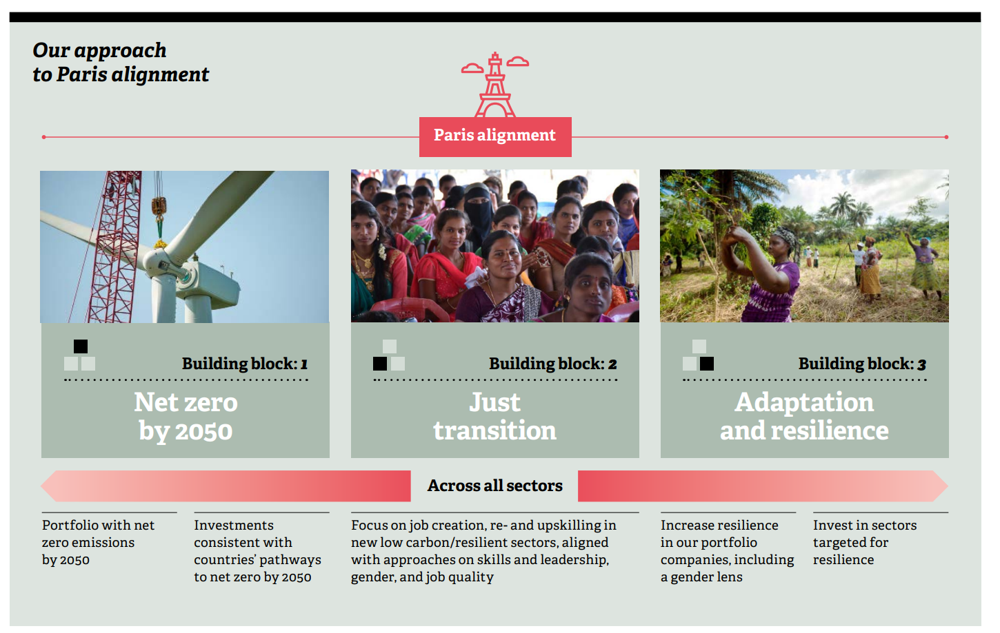 Our approach
to Paris alignment
Paris alignment
Building block: 1
Net zero
by 2050
Building block: 2
Just
transition
Building block: 3
Adaptation
and resilience
Across all sectors
Portfolio with net
zero emissions
by 2050
Investments
consistent with
countries’ pathways
to net zero by 2050
Focus on job creation, re- and upskilling in
new low carbon/resilient sectors, aligned
with approaches on skills and leadership,
gender, and job quality
Increase resilience
in our portfolio
companies, including
a gender lens
Invest in sectors
targeted for
resilience